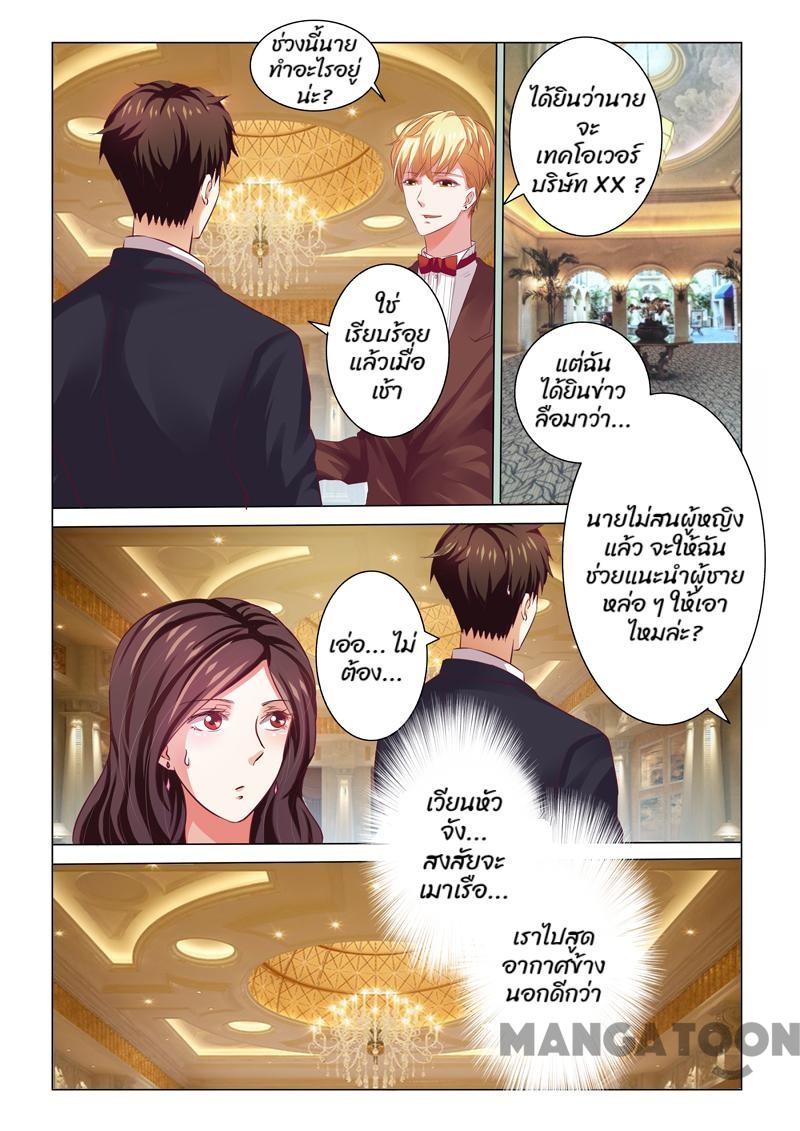 ช่วงนี้นาย
ทำอะไรอยู่
น่ะ?
ได้ยินว่านาย
จะ
เทคโอเวอร์
บริษัท XX ?
ใช่
เรียบร้อย
แล้วเมื่อ
เช้า
แต่ฉัน
ได้ยินข่าว
ลือมาว่า...
นายไม่สนผู้หญิง
แล้ว จะให้ฉัน
ช่วยแนะนำผู้ชาย
หล่อ ๆ ให้เอา
ไหมล่ะ?
เอ่อ... ไม่
ต้อง...
เวียนหัว
จัง...
สงสัยจะ
เมาเรือ...
เราไปสูด
อากาศข้าง
นอกดีกว่า
MANGATOON